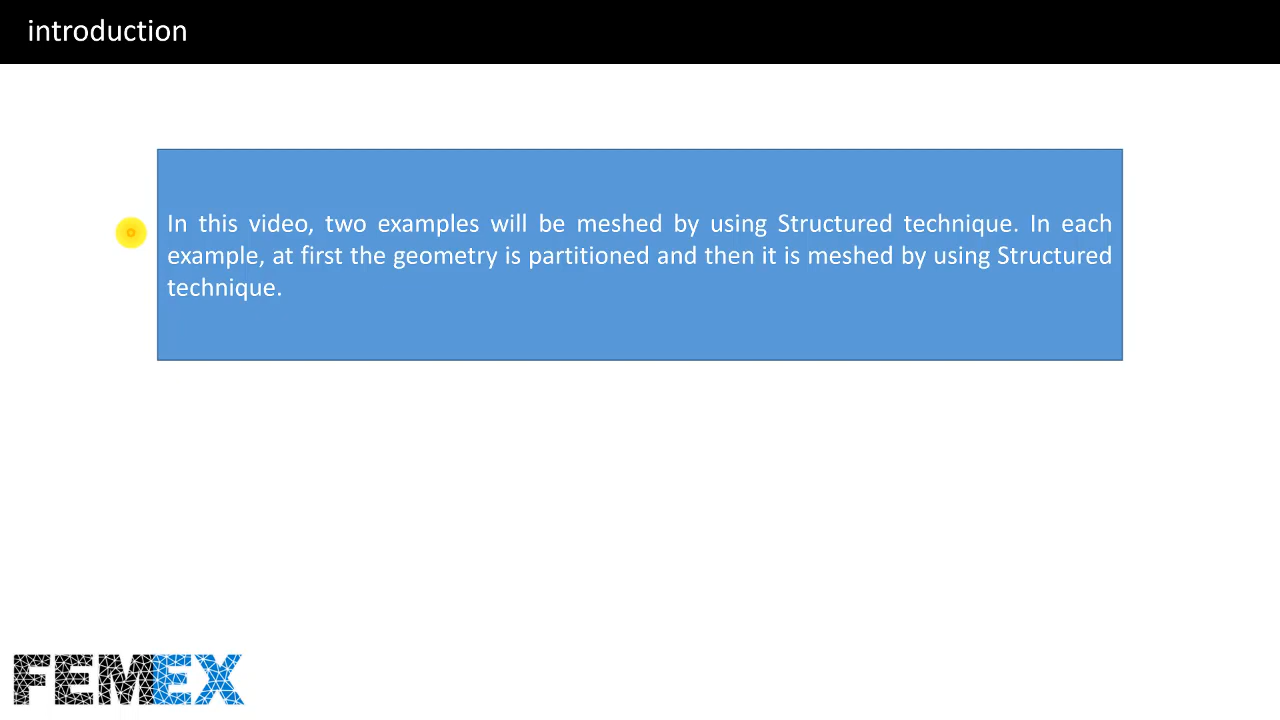 introduction
In this video, two examples will be meshed by using Structured technique. In each
example, at first the geometry is partitioned and then it is meshed by using Structured
technique.
FEMEX